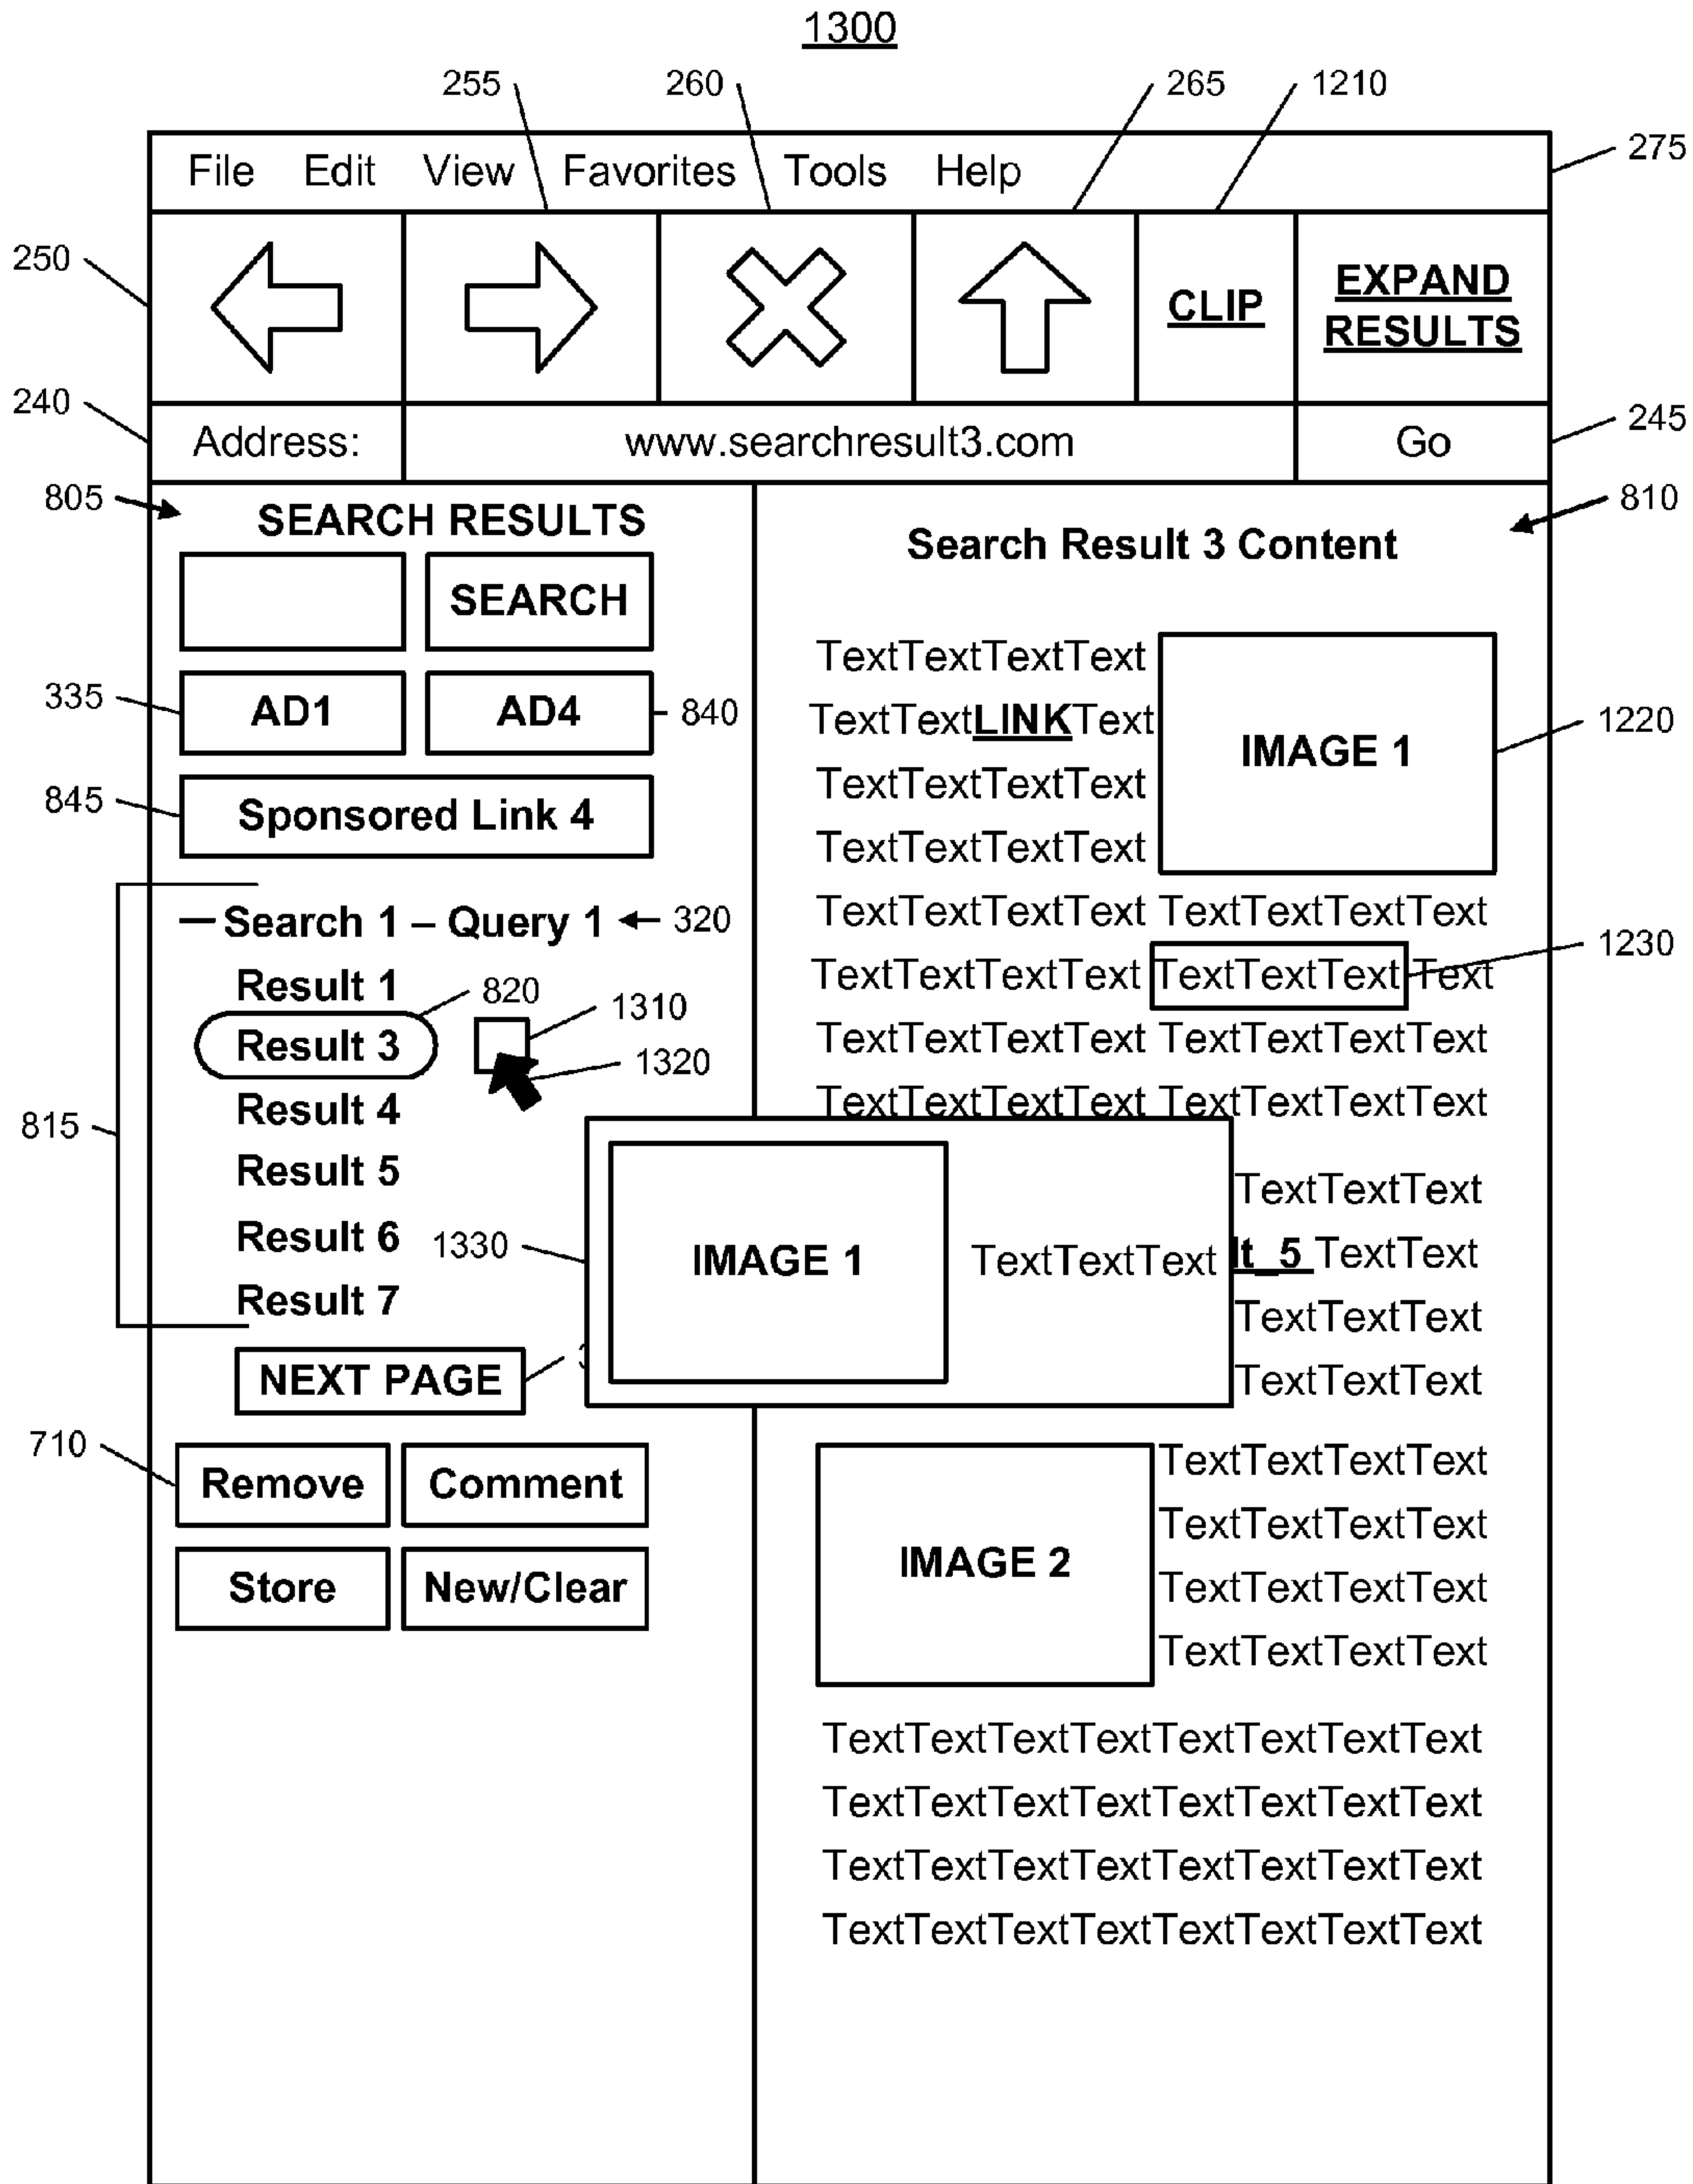 1300
255 260 265 1210
File Edit View Favorites Tools Help 275
250 CLIP EXPAND RESULTS
240 Address: www.searchresult3.com Go 245
805 SEARCH RESULTS
SEARCH
335 AD1 AD4 840
845 Sponsored Link 4
— Search 1 – Query 1 320
Result 1 820
Result 3 1310
1320
Result 4
815
Result 5
Result 6
Result 7
NEXT PAGE
710 Remove Comment
Store New/Clear
810
Search Result 3 Content
TextTextTextText
TextTextLINKText
TextTextTextText
TextTextTextText
IMAGE 1 1220
TextTextTextText TextTextTextText
TextTextTextText TextTextText Text 1230
TextTextTextText TextTextTextText
TextTextTextText TextTextTextText
1330 IMAGE 1 TextTextText
TextTextText
lt_5 TextText
TextTextText
TextTextText
IMAGE 2
TextTextTextText
TextTextTextText
TextTextTextText
TextTextTextText
TextTextTextTextTextTextTextText
TextTextTextTextTextTextTextText
TextTextTextTextTextTextTextText
TextTextTextTextTextTextTextText